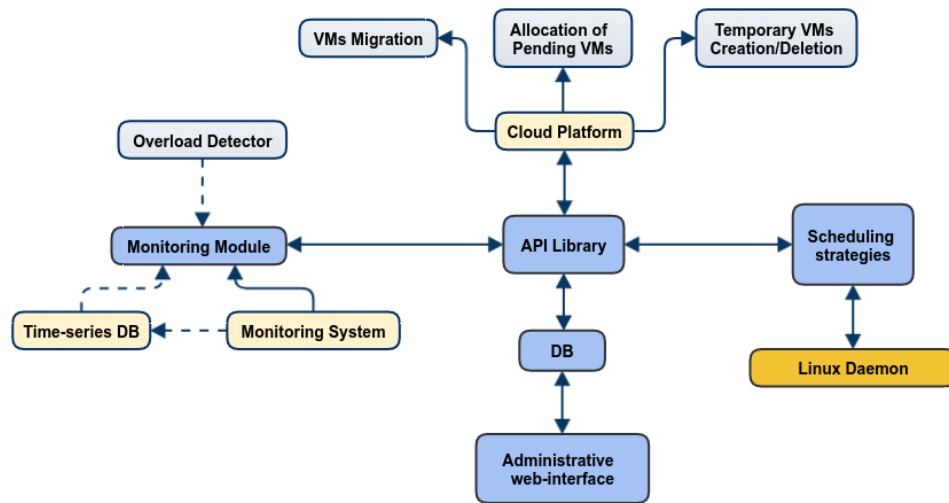 VMs Migration
Allocation of
Pending VMs
Temporary VMs
Creation/Deletion
Cloud Platform
Overload Detector
Monitoring Module
API Library
Scheduling
strategies
Time-series DB
Monitoring System
DB
Linux Daemon
Administrative
web-interface